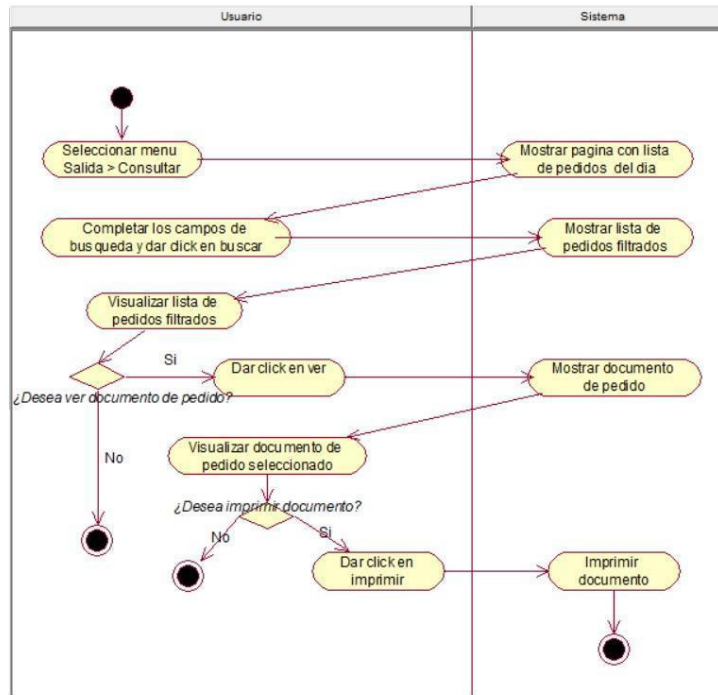 Usuario
Sistema
Seleccionar menu
Salida > Consultar
Mostrar pagina con lista
de pedidos del dia
Completar los campos de
busqueda y dar click en buscar
Mostrar lista de
pedidos filtrados
Visualizar lista de
pedidos filtrados
Si
Dar click en ver
Mostrar documento
de pedido
¿Desea ver documento de pedido?
Visualizar documento de
pedido seleccionado
No
¿Desea imprimir documento?
No
Si
Dar click en
imprimir
Imprimir
documento